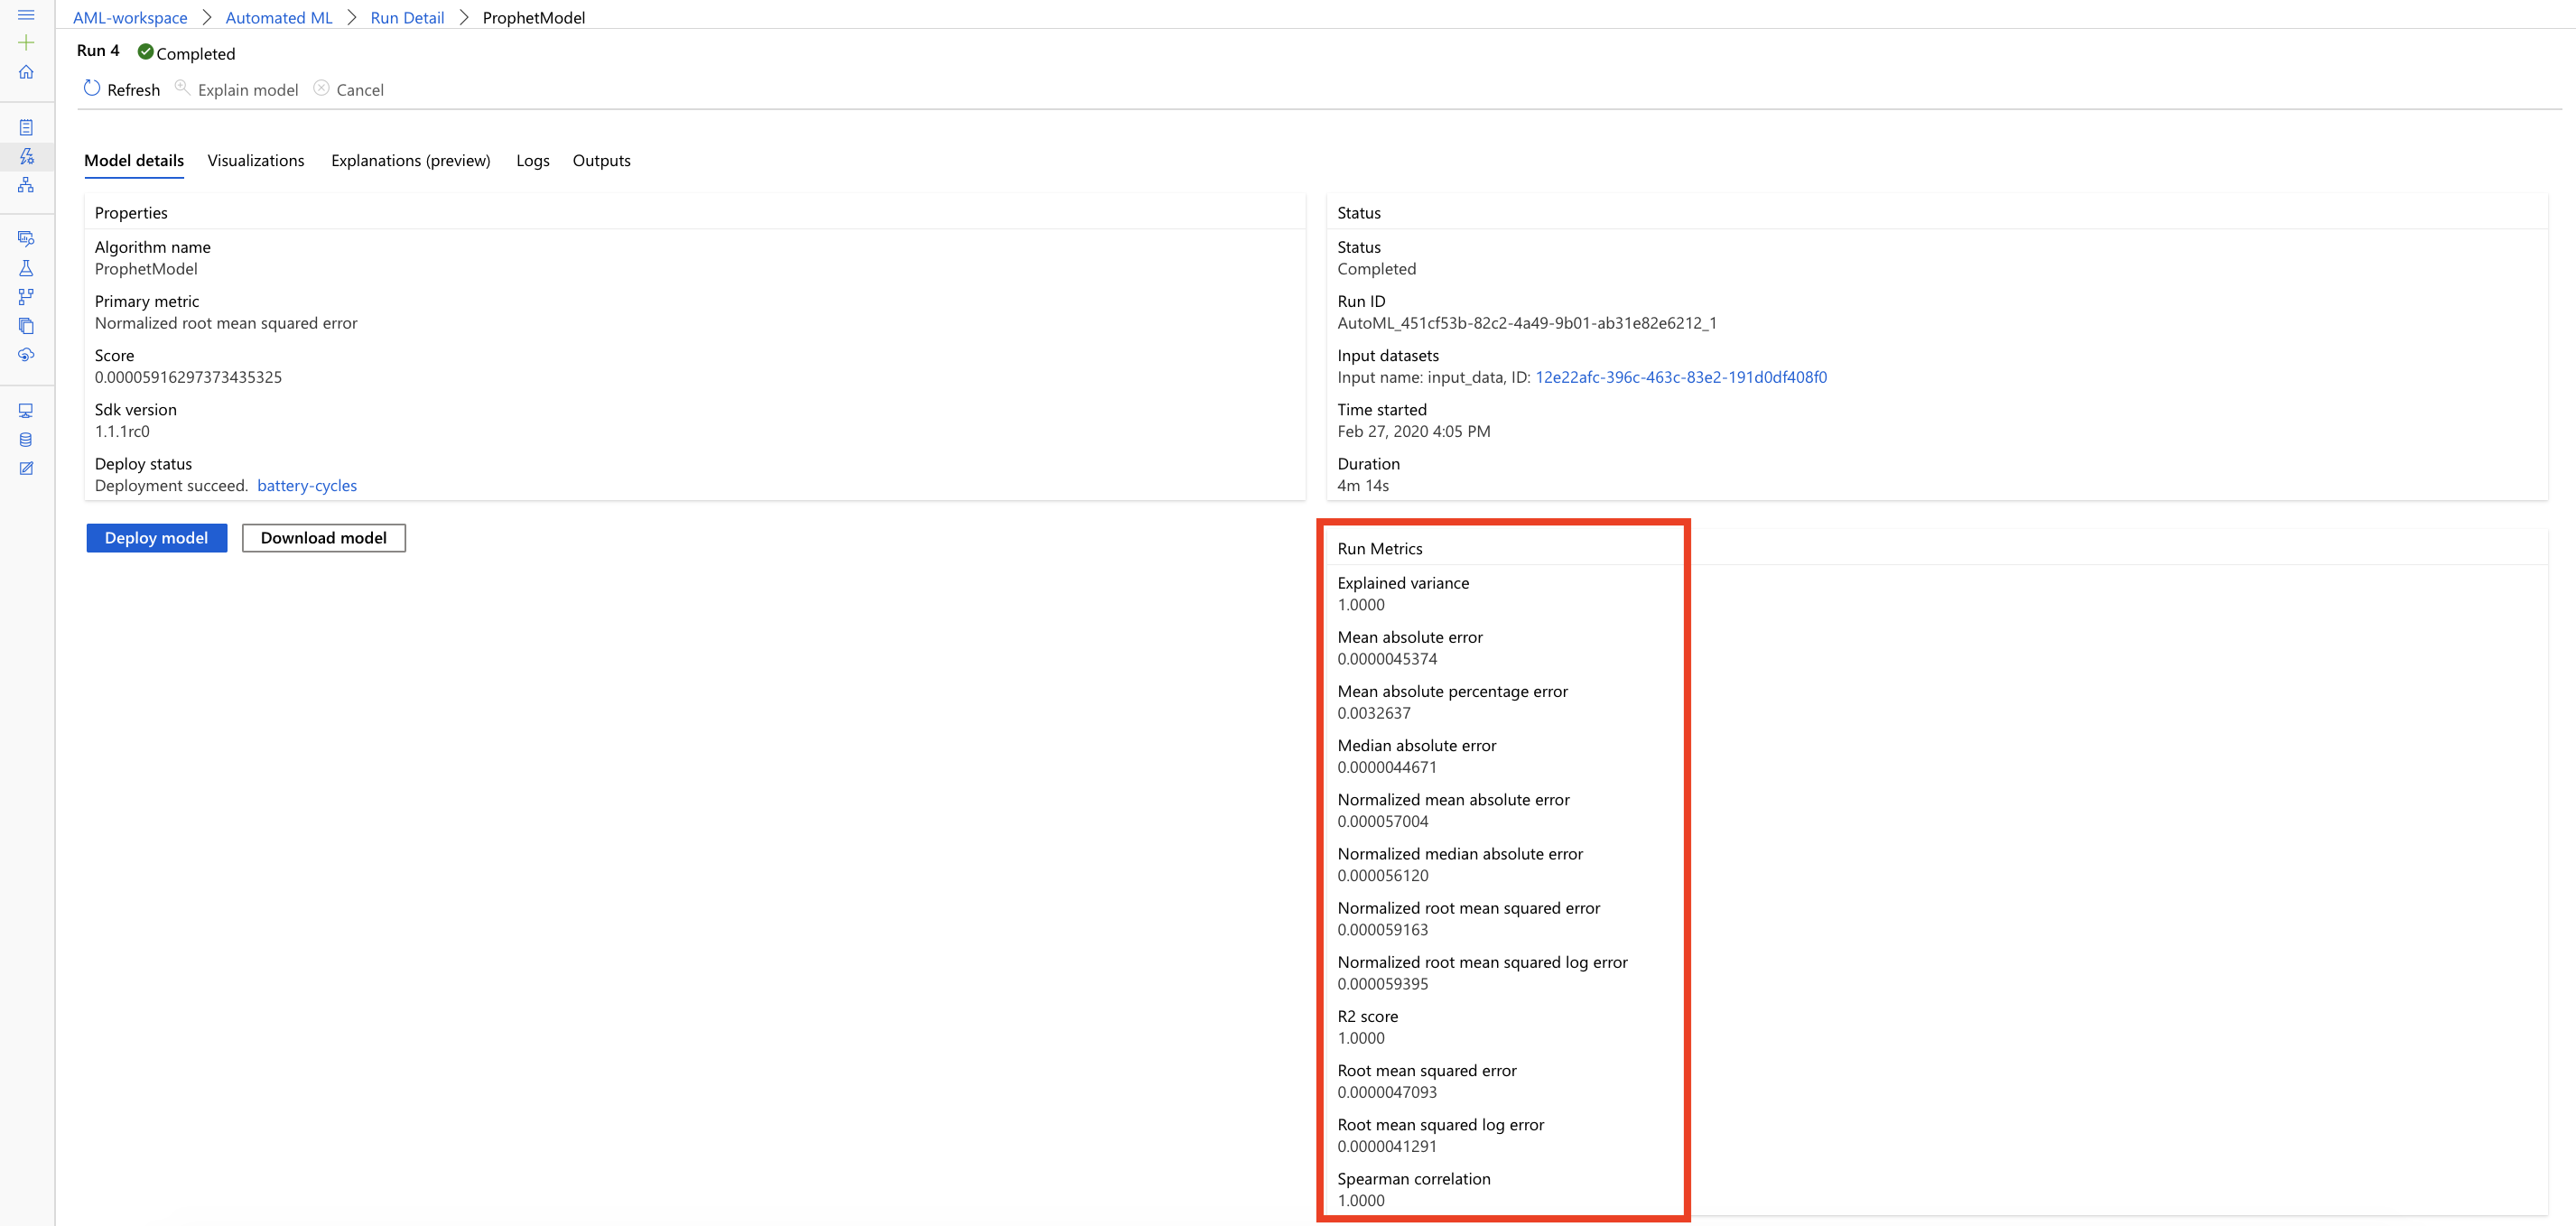 AML-workspace > Automated ML > Run Detail > ProphetModel
Run 4 Completed
Refresh Explain model Cancel
Model details Visualizations Explanations (preview) Logs Outputs
Properties
Algorithm name
ProphetModel
Primary metric
Normalized root mean squared error
Score
0.00005916297373435325
Sdk version
1.1.1rc0
Deploy status
Deployment succeed. battery-cycles
Deploy model Download model
Status
Status
Completed
Run ID
AutoML_451cf53b-82c2-4a49-9b01-ab31e82e6212_1
Input datasets
Input name: input_data, ID: 12e22afc-396c-463c-83e2-191d0df408f0
Time started
Feb 27, 2020 4:05 PM
Duration
4m 14s
Run Metrics
Explained variance
1.0000
Mean absolute error
0.0000045374
Mean absolute percentage error
0.0032637
Median absolute error
0.0000044671
Normalized mean absolute error
0.000057004
Normalized median absolute error
0.000056120
Normalized root mean squared error
0.000059163
Normalized root mean squared log error
0.000059395
R2 score
1.0000
Root mean squared error
0.0000047093
Root mean squared log error
0.0000041291
Spearman correlation
1.0000